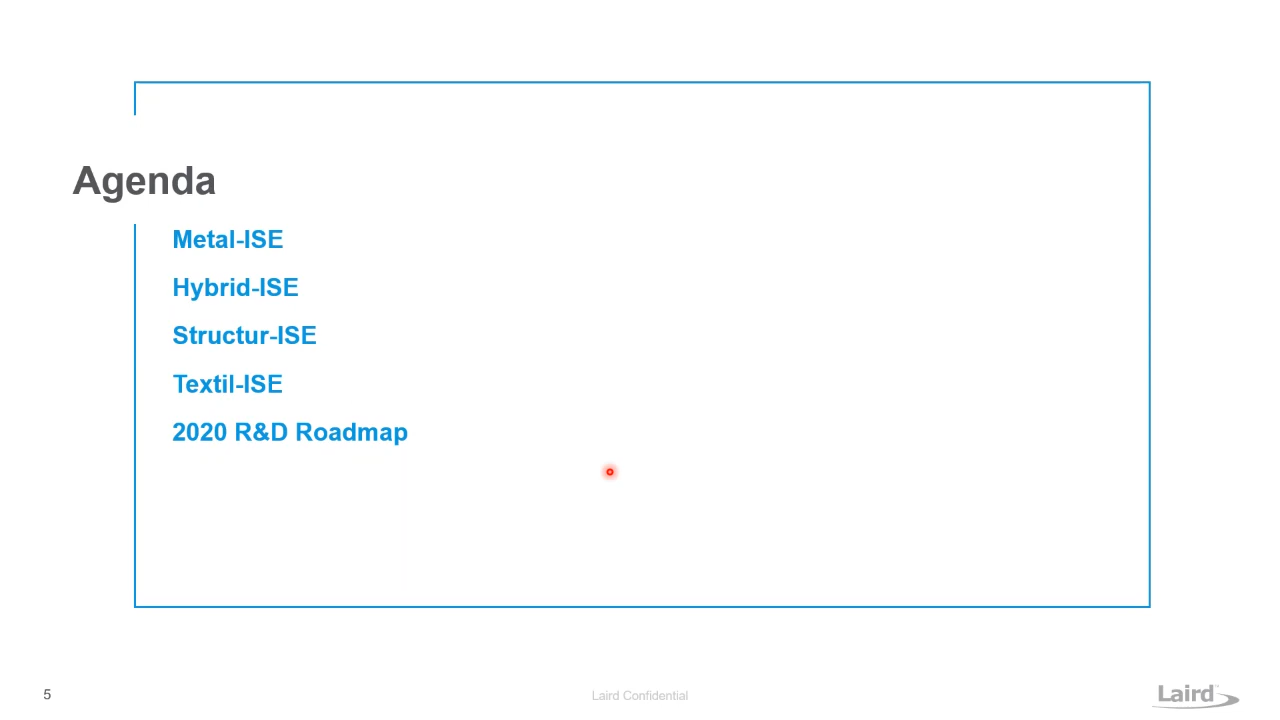 Agenda
Metal-ISE
Hybrid-ISE
Structur-ISE
Textil-ISE
2020 R&D Roadmap
5
Laird Confidential
Laird